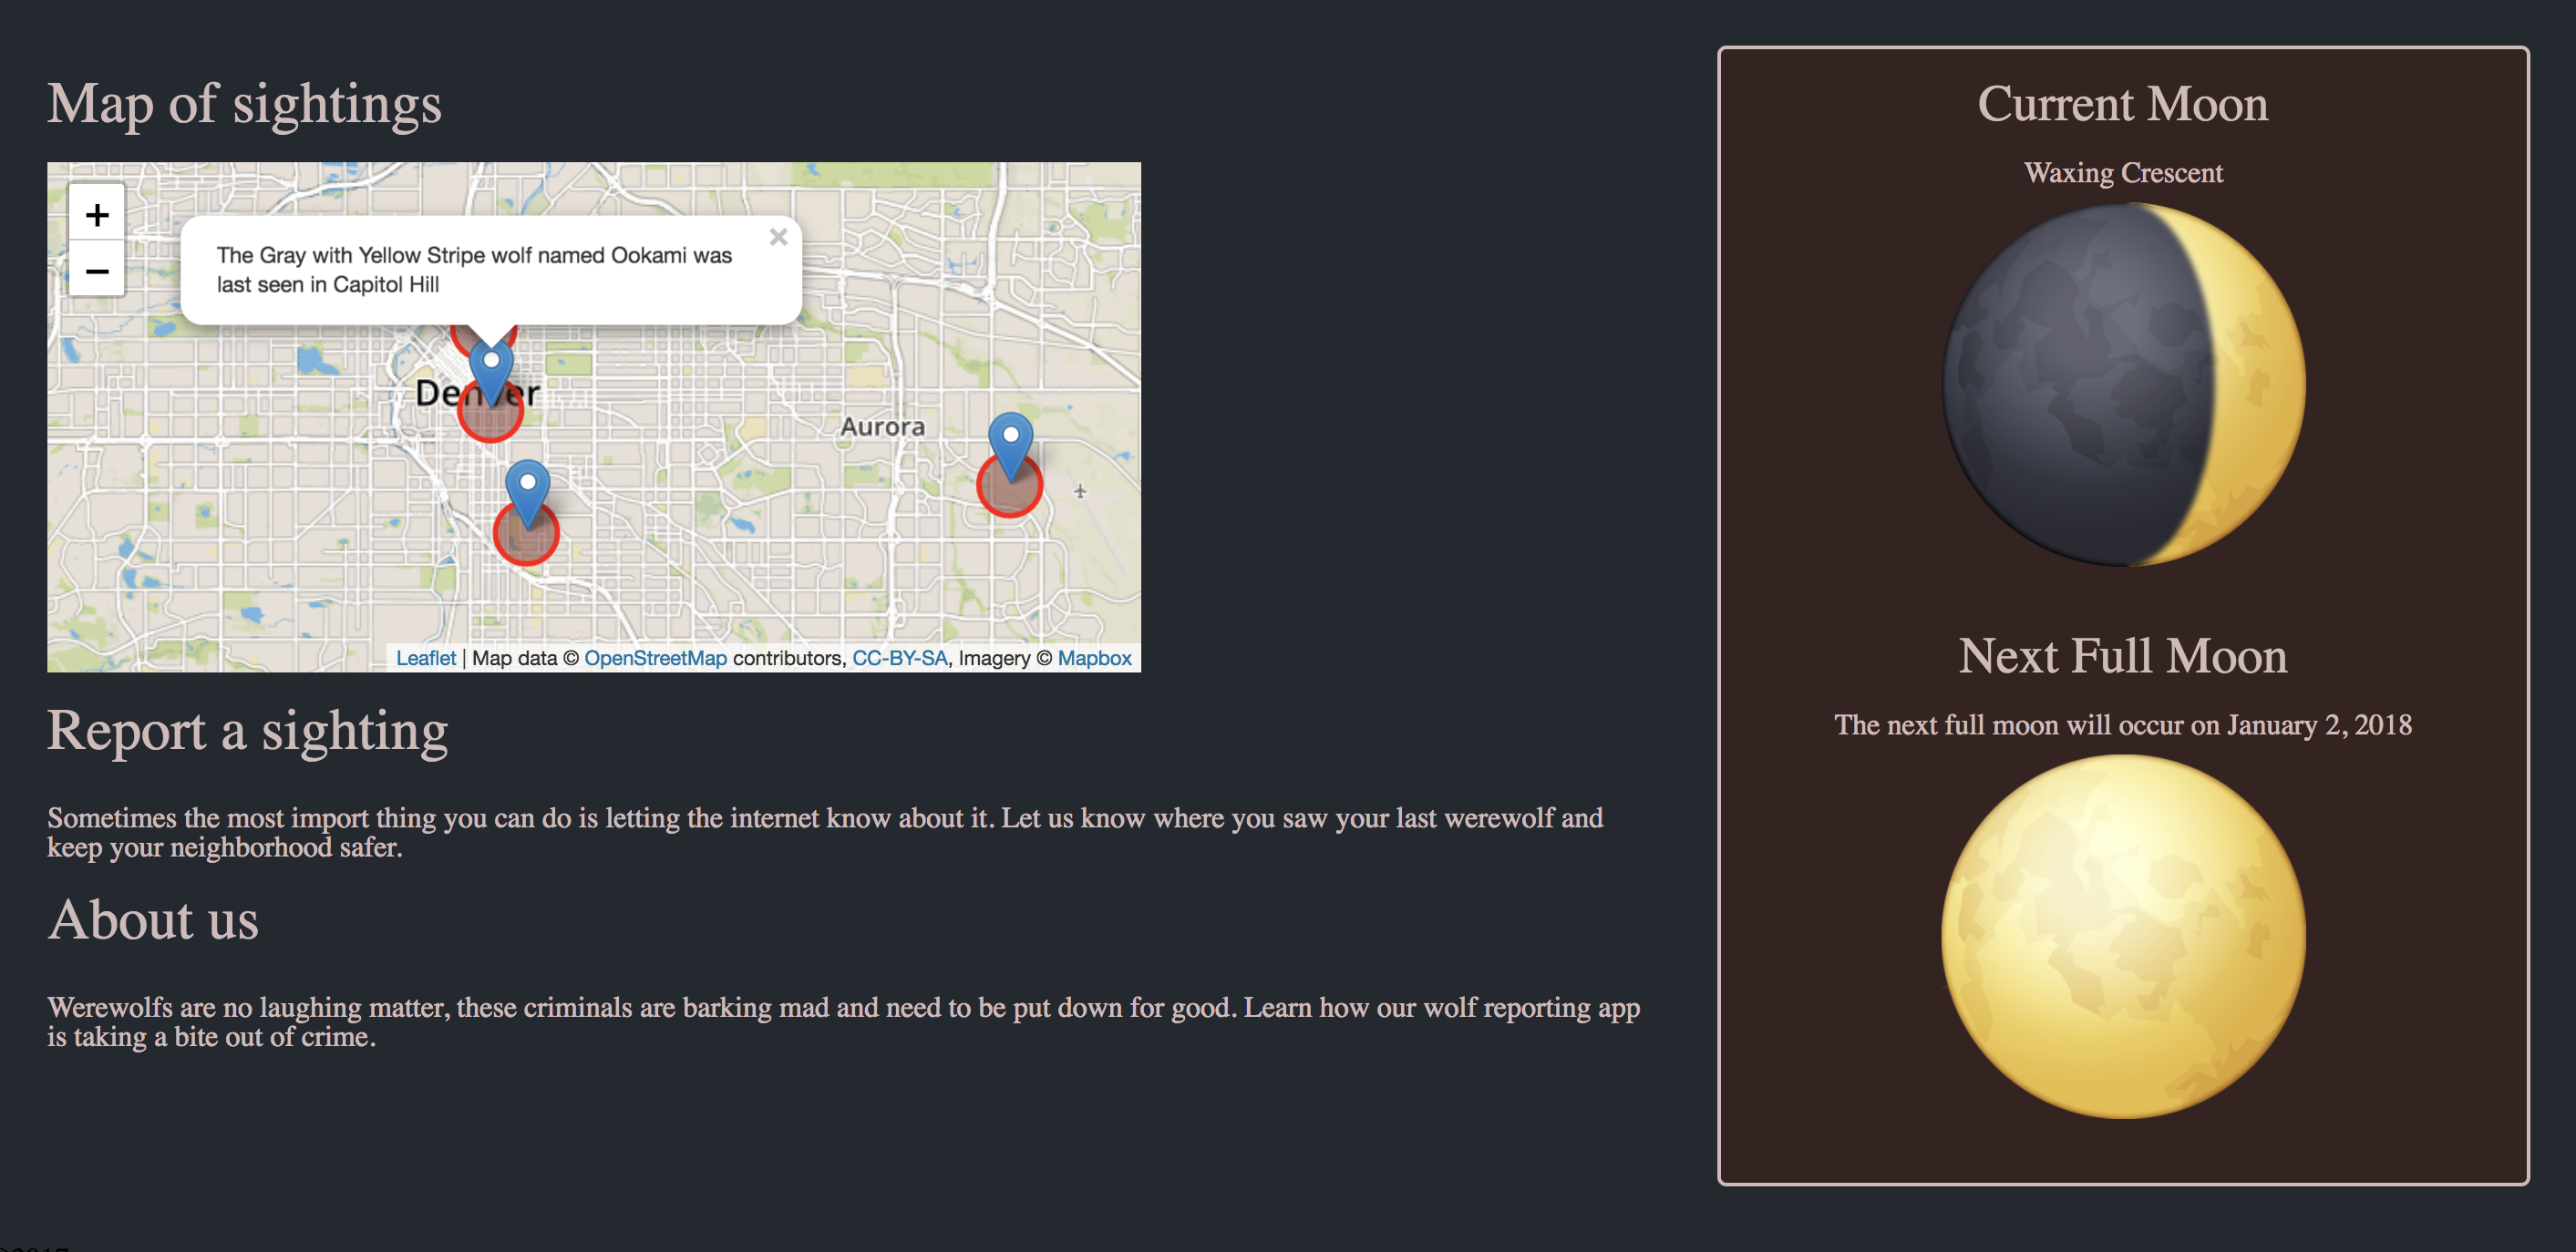 Map of sightings
+
−
The Gray with Yellow Stripe wolf named Ookami was
last seen in Capitol Hill
×
Aurora
Leaflet | Map data © OpenStreetMap contributors, CC-BY-SA, Imagery © Mapbox
Report a sighting
Sometimes the most import thing you can do is letting the internet know about it. Let us know where you saw your last werewolf and
keep your neighborhood safer.
About us
Werewolfs are no laughing matter, these criminals are barking mad and need to be put down for good. Learn how our wolf reporting app
is taking a bite out of crime.
Current Moon
Waxing Crescent
Next Full Moon
The next full moon will occur on January 2, 2018